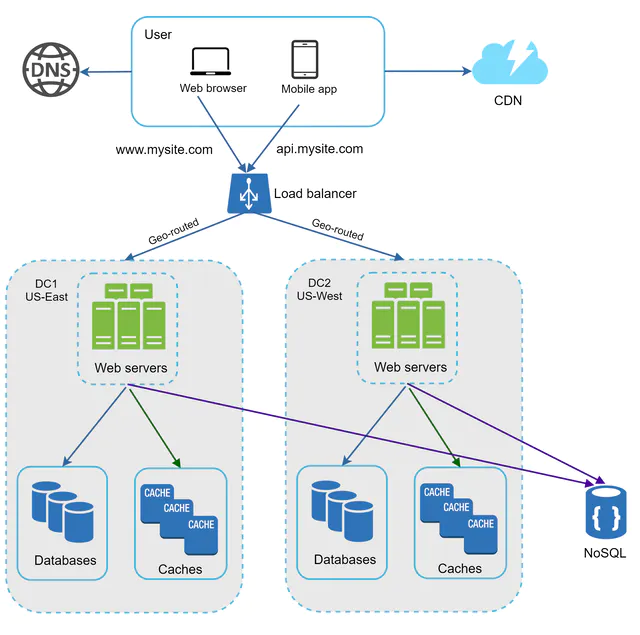 User
DNS
Web browser
Mobile app
CDN
www.mysite.com
api.mysite.com
Load balancer
Geo-routed
Geo-routed
DC1
US-East
Web servers
DC2
US-West
Web servers
CACHE
CACHE
CACHE
Databases
Caches
CACHE
CACHE
CACHE
Databases
Caches
{ }
NoSQL